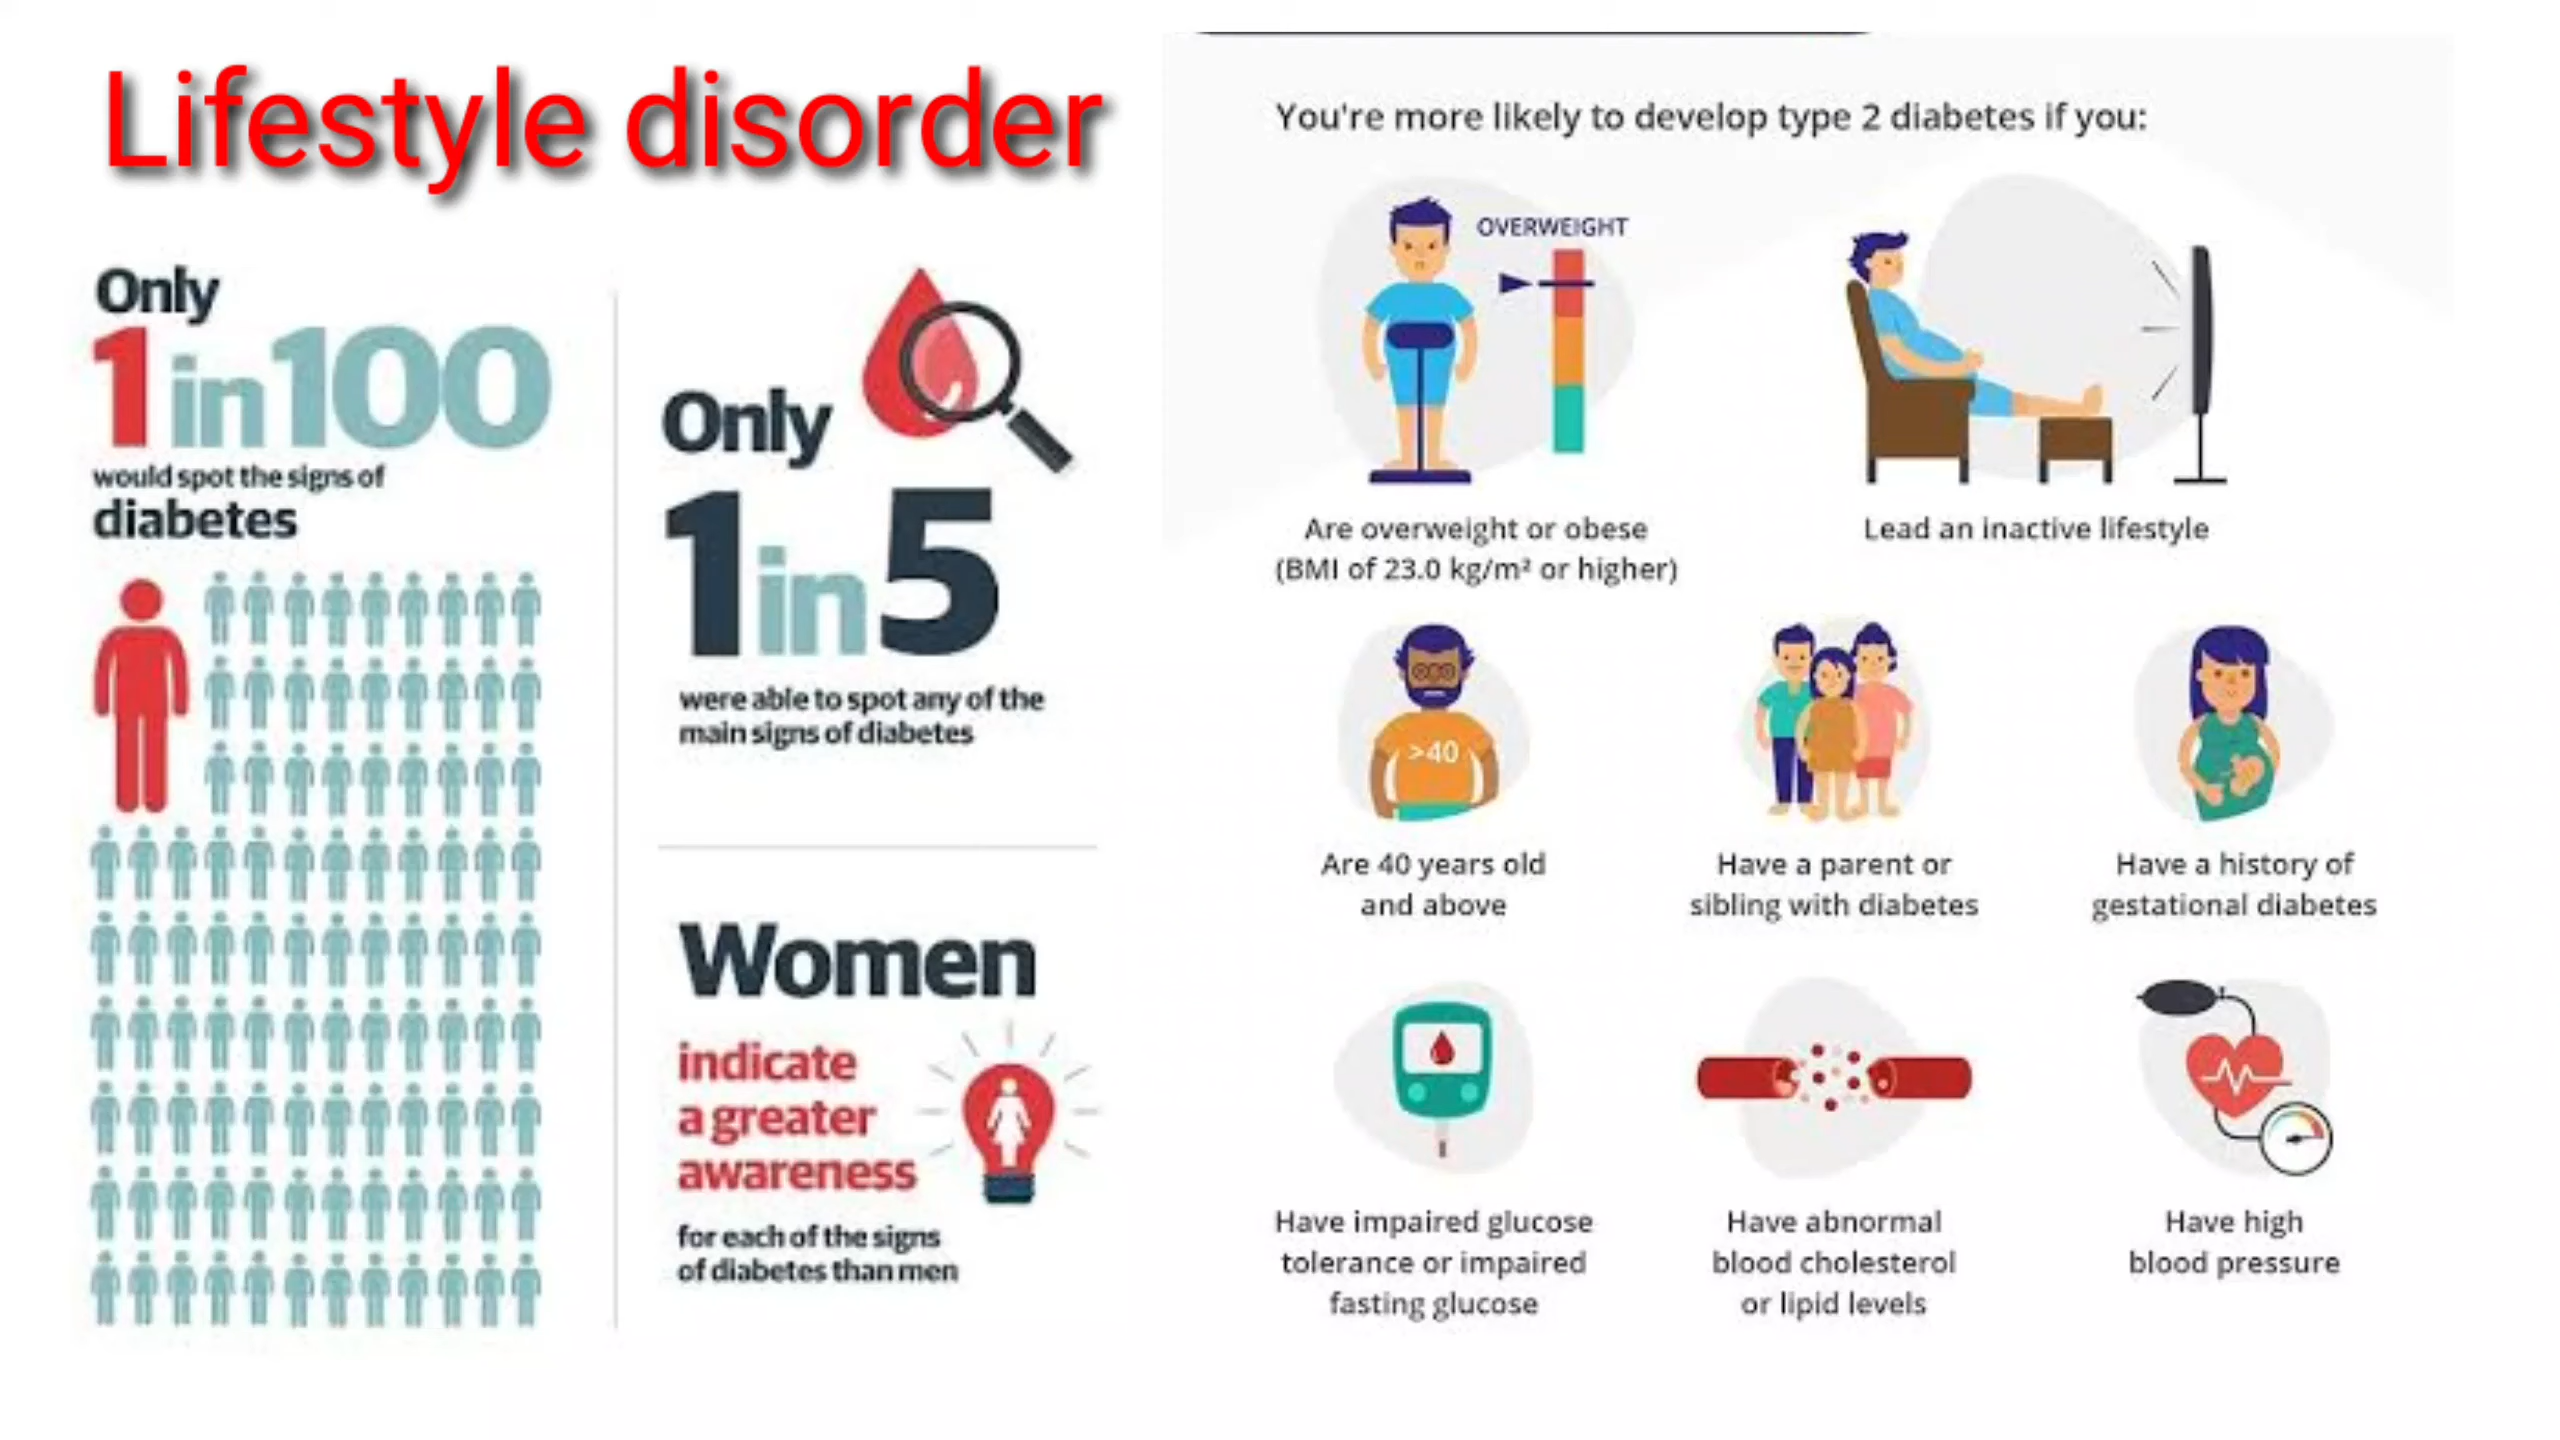 Lifestyle disorder
Only
1 in 100
would spot the signs of
diabetes
Only
1 in 5
were able to spot any of the
main signs of diabetes
Women
indicate
a greater
awareness
for each of the signs
of diabetes than men
You're more likely to develop type 2 diabetes if you:
OVERWEIGHT
Are overweight or obese
(BMI of 23.0 kg/m² or higher)
Lead an inactive lifestyle
>40
Are 40 years old
and above
Have a parent or
sibling with diabetes
Have a history of
gestational diabetes
Have impaired glucose
tolerance or impaired
fasting glucose
Have abnormal
blood cholesterol
or lipid levels
Have high
blood pressure